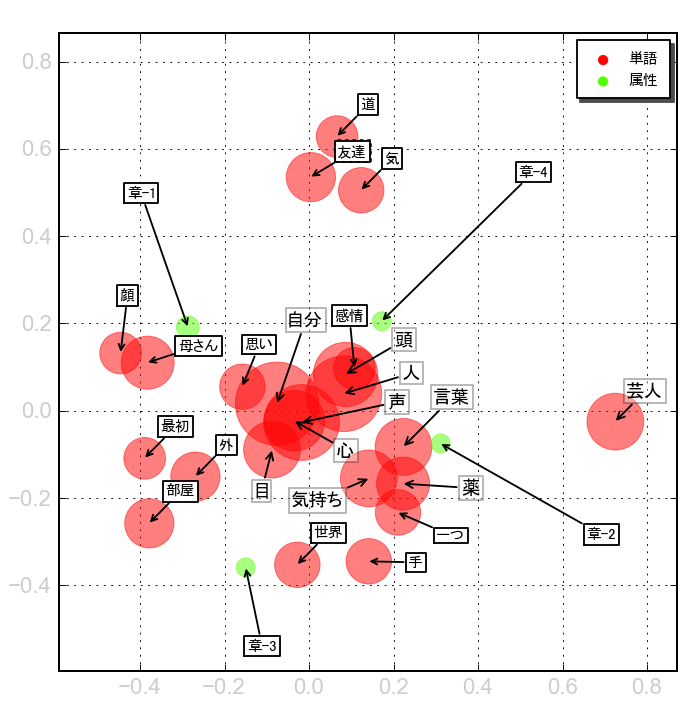 単語
属性
道
友達
気
章-4
章-1
顔
自分
感情
母さん
思い
頭
人
芸人
声
言葉
最初
外
心
目
部屋
気持ち
薬
世界
一つ
章-2
手
章-3
0.8
0.6
0.4
0.2
0.0
−0.2
−0.4
−0.4
−0.2
0.0
0.2
0.4
0.6
0.8